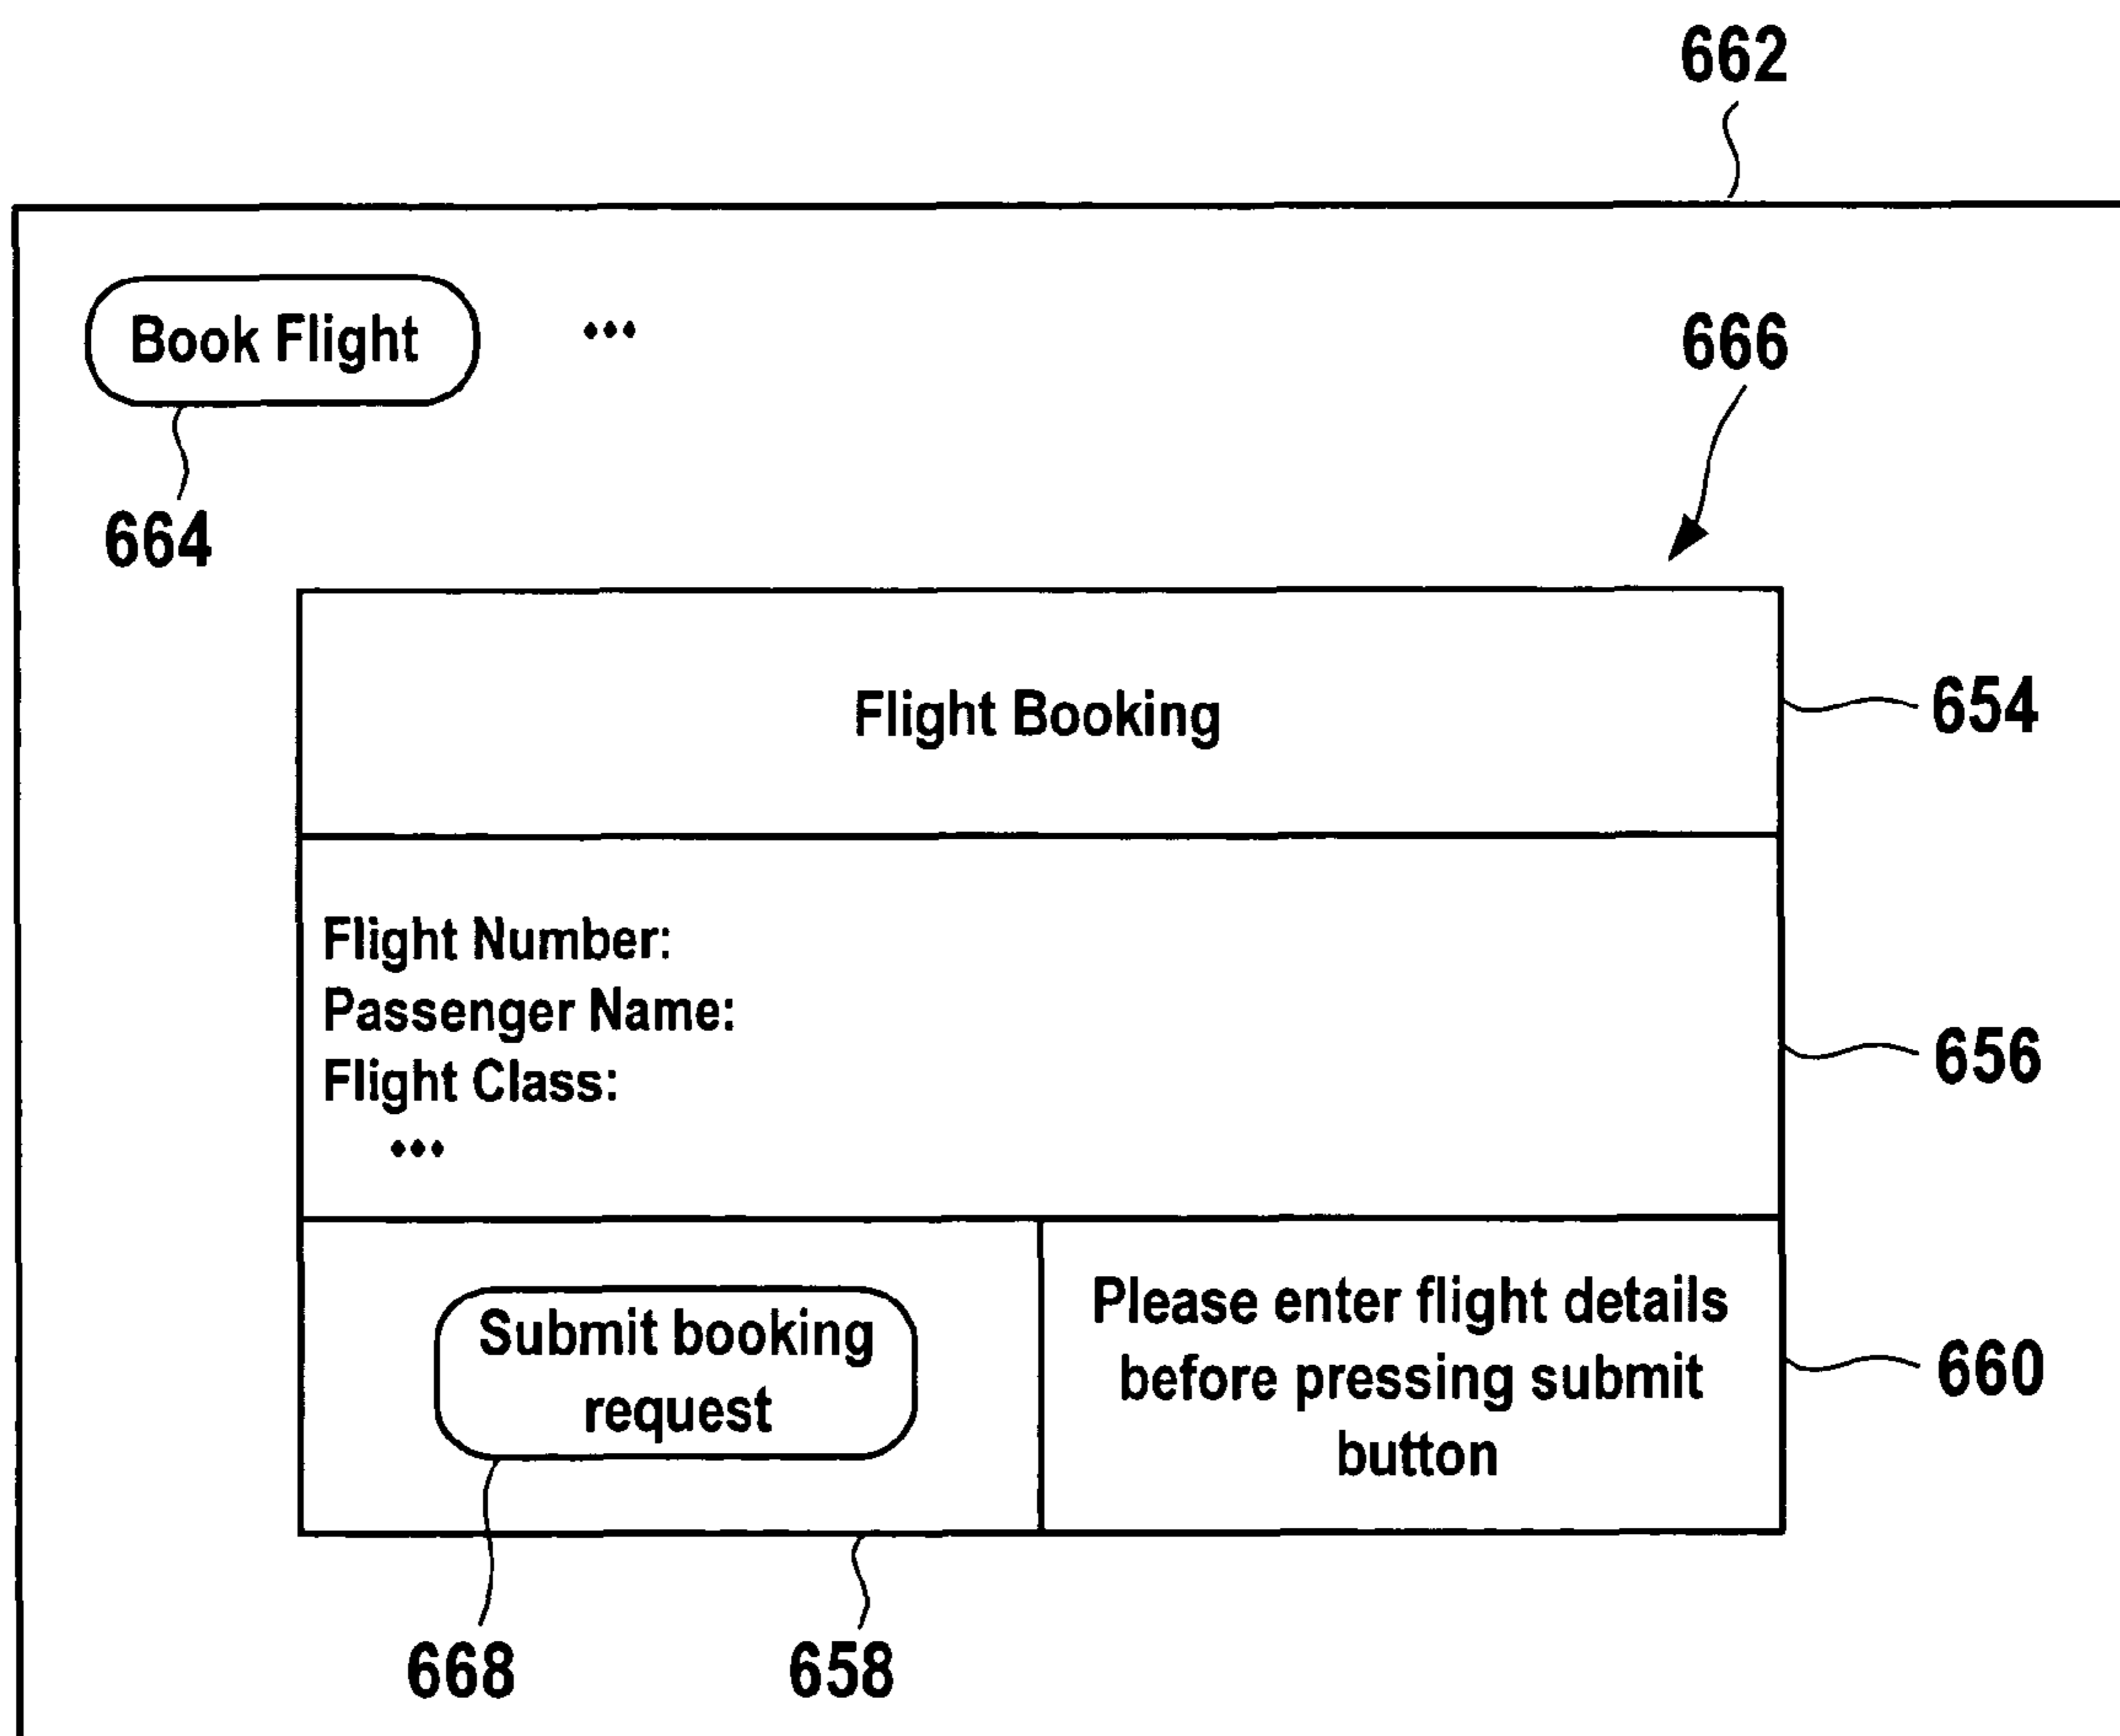 662
Book Flight •••
666
664
Flight Booking
654
Flight Number:
Passenger Name:
Flight Class:
•••
656
Submit booking
request
Please enter flight details
before pressing submit
button
660
668
658